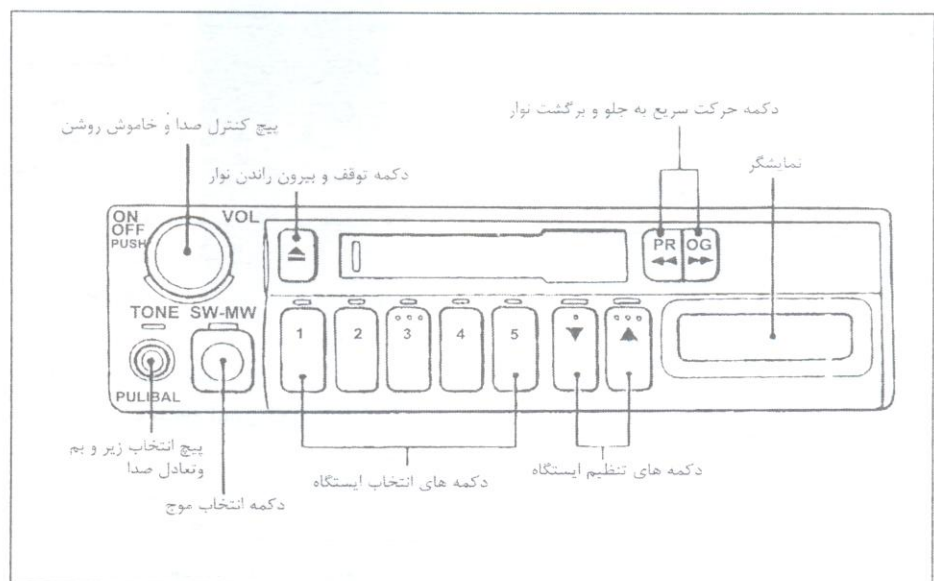 دکمه حرکت سریع به جلو و برگشت نوار
پیچ کنترل صدا و خاموش روشن
نمایشگر
دکمه توقف و بیرون راندن نوار
ON
OFF
PUSH
VOL
PR OG
TONE SW-MW
1 2 3 4 5
PULIBAL
پیچ انتخاب زیر و بم
وتعادل صدا
دکمه های انتخاب ایستگاه
دکمه های تنظیم ایستگاه
دکمه انتخاب موج